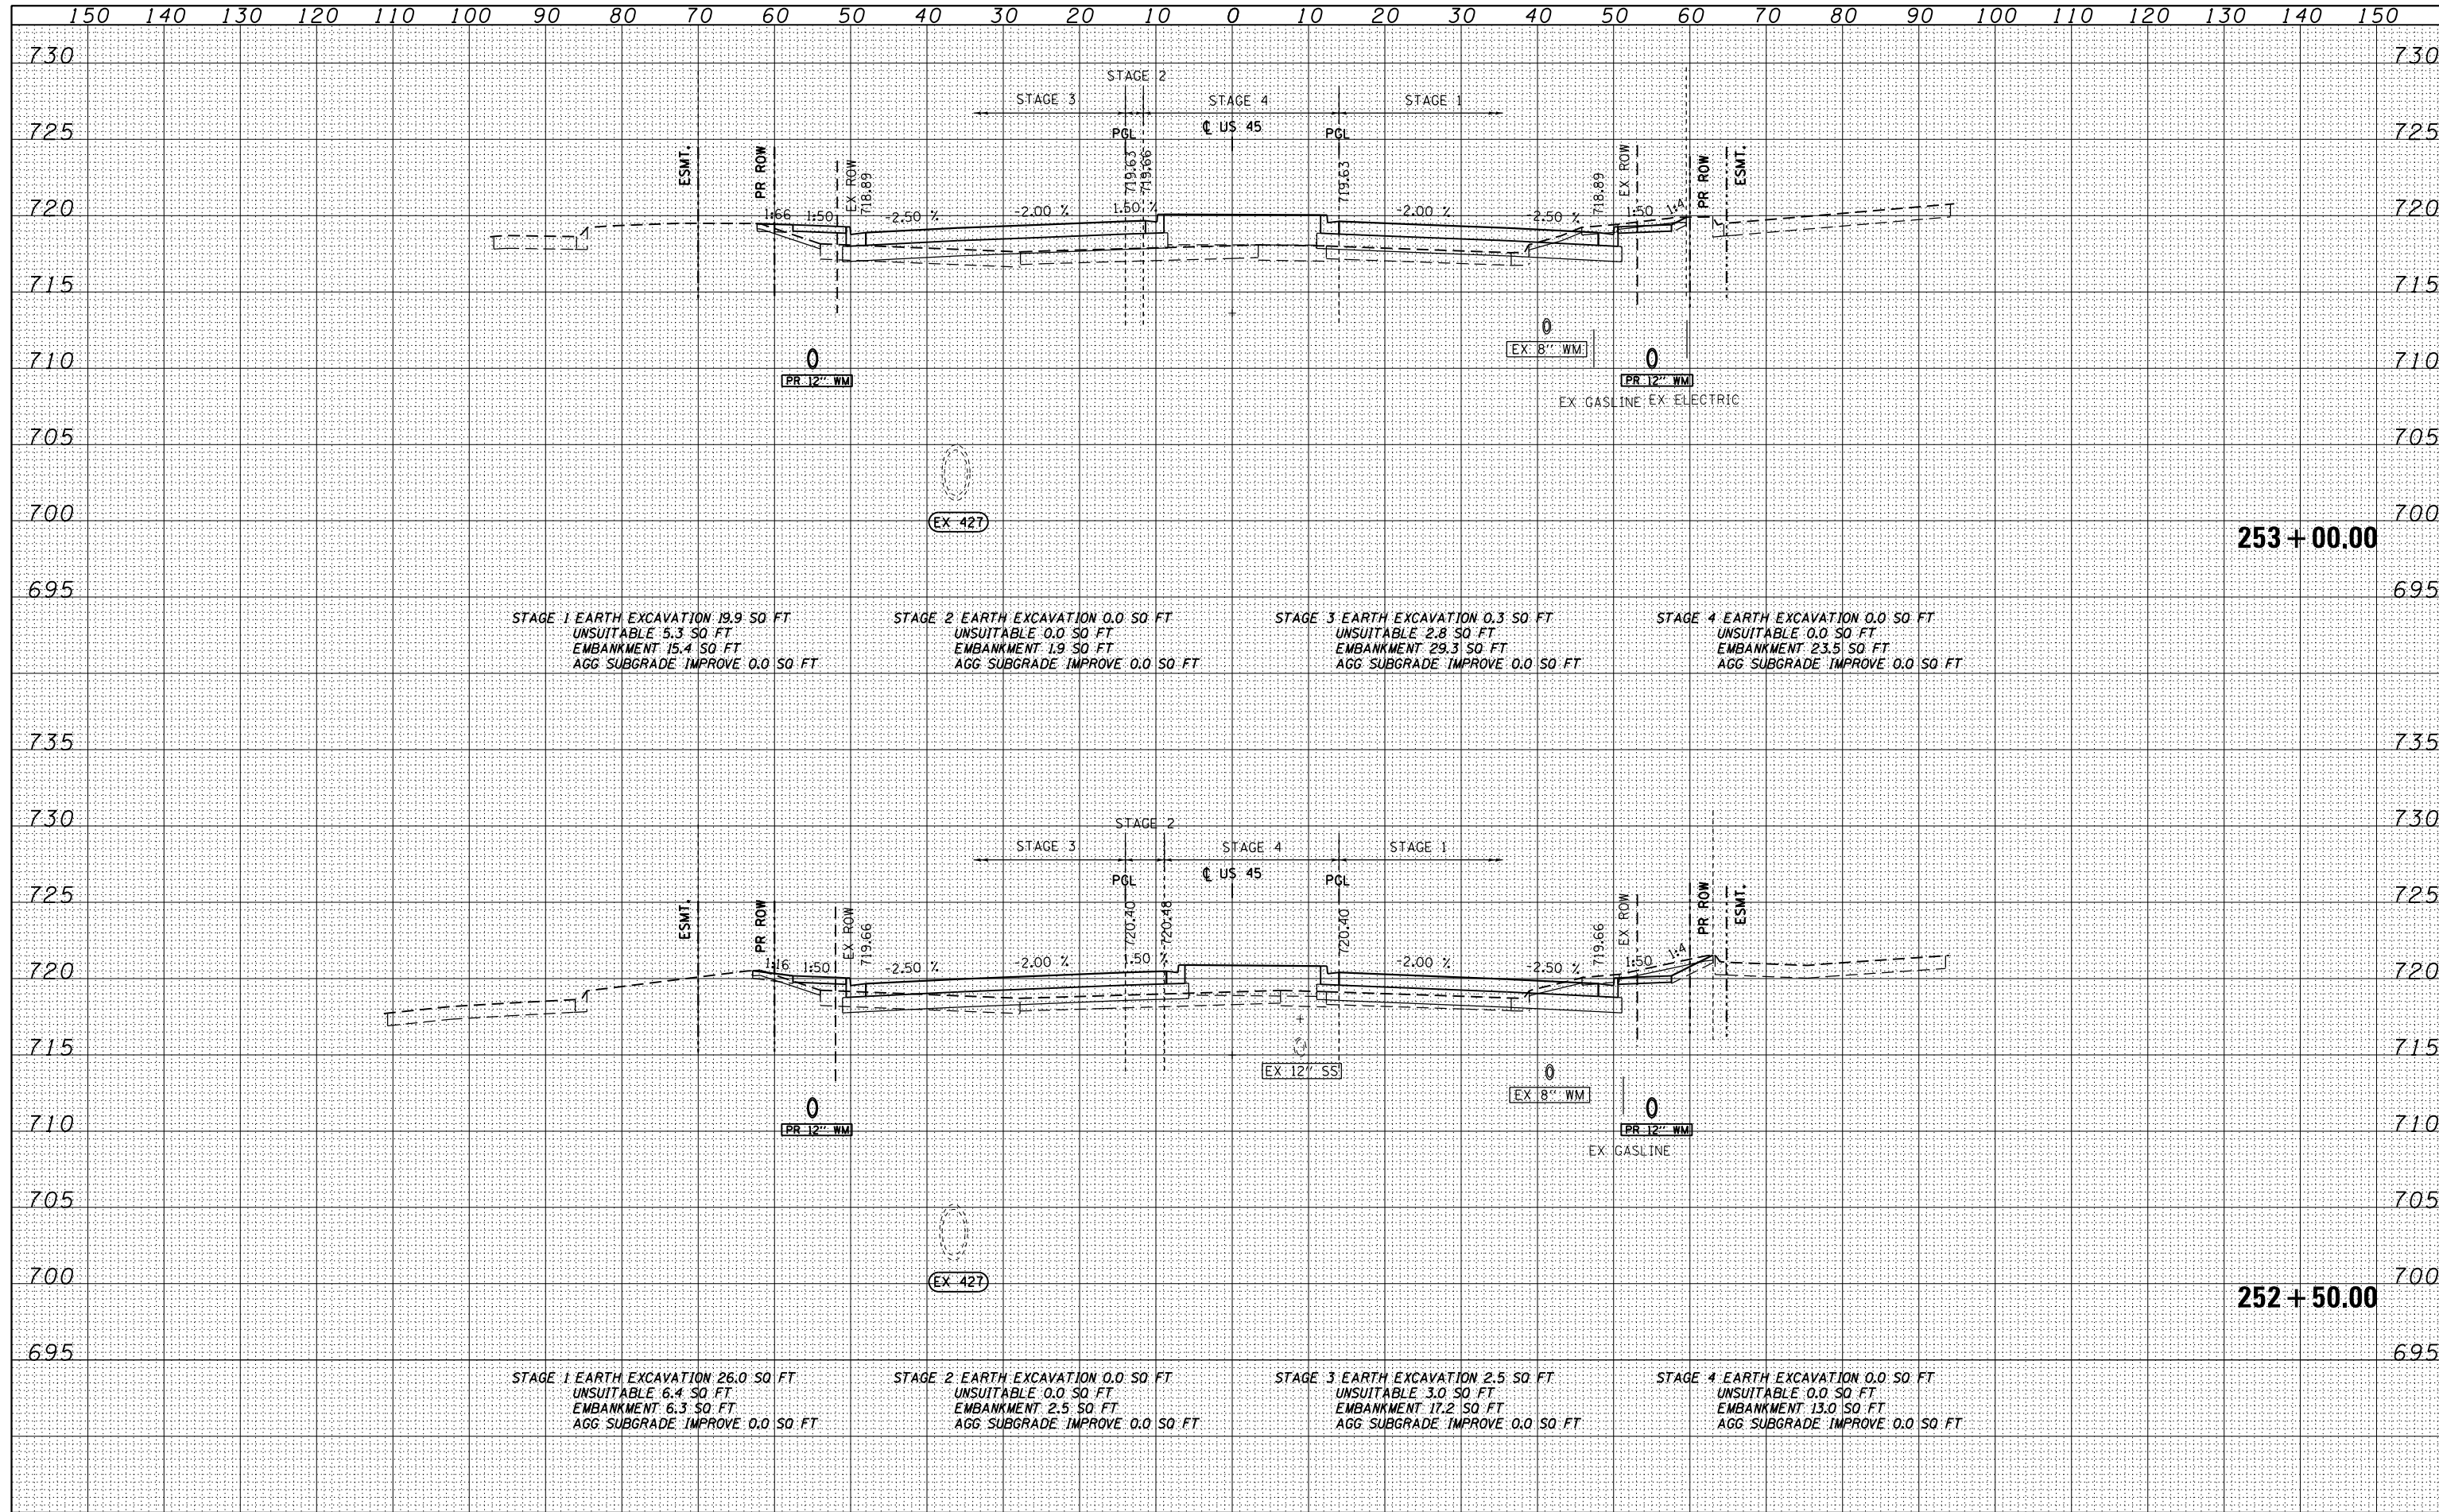 150 140 130 120 110 100 90 80 70 60 50 40 30 20 10 0 10 20 30 40 50 60 70 80 90 100 110 120 130 140 150
730 730
STAGE 2
STAGE 3 STAGE 4 STAGE 1
725 PGL ℄ US 45 PGL 725
ESMT. PR ROW EX ROW 718.89 719.63 719.66 719.63 718.89 EX ROW PR ROW ESMT.
720 1:66 1:50 -2.50 % -2.00 % 1.50 % -2.00 % -2.50 % 1:50 1:4 720
715 715
EX 8" WM
710 710
PR 12" WM PR 12" WM
EX GASLINE EX ELECTRIC
705 705
700 EX 427 700
253+00.00
695 695
STAGE 1 EARTH EXCAVATION 19.9 SQ FT STAGE 2 EARTH EXCAVATION 0.0 SQ FT STAGE 3 EARTH EXCAVATION 0.3 SQ FT STAGE 4 EARTH EXCAVATION 0.0 SQ FT
UNSUITABLE 5.3 SQ FT UNSUITABLE 0.0 SQ FT UNSUITABLE 2.8 SQ FT UNSUITABLE 0.0 SQ FT
EMBANKMENT 15.4 SQ FT EMBANKMENT 1.9 SQ FT EMBANKMENT 29.3 SQ FT EMBANKMENT 23.5 SQ FT
AGG SUBGRADE IMPROVE 0.0 SQ FT AGG SUBGRADE IMPROVE 0.0 SQ FT AGG SUBGRADE IMPROVE 0.0 SQ FT AGG SUBGRADE IMPROVE 0.0 SQ FT
735 735
730 730
STAGE 2
STAGE 3 STAGE 4 STAGE 1
PGL ℄ US 45 PGL
725 725
ESMT. PR ROW EX ROW 719.66 720.40 720.48 720.40 719.66 EX ROW PR ROW ESMT.
720 1:16 1:50 -2.50 % -2.00 % 1.50 % -2.00 % -2.50 % 1:50 1:4 720
715 715
EX 12" SS
EX 8" WM
710 PR 12" WM PR 12" WM 710
EX GASLINE
705 705
700 EX 427 700
252+50.00
695 695
STAGE 1 EARTH EXCAVATION 26.0 SQ FT STAGE 2 EARTH EXCAVATION 0.0 SQ FT STAGE 3 EARTH EXCAVATION 2.5 SQ FT STAGE 4 EARTH EXCAVATION 0.0 SQ FT
UNSUITABLE 6.4 SQ FT UNSUITABLE 0.0 SQ FT UNSUITABLE 3.0 SQ FT UNSUITABLE 0.0 SQ FT
EMBANKMENT 6.3 SQ FT EMBANKMENT 2.5 SQ FT EMBANKMENT 17.2 SQ FT EMBANKMENT 13.0 SQ FT
AGG SUBGRADE IMPROVE 0.0 SQ FT AGG SUBGRADE IMPROVE 0.0 SQ FT AGG SUBGRADE IMPROVE 0.0 SQ FT AGG SUBGRADE IMPROVE 0.0 SQ FT